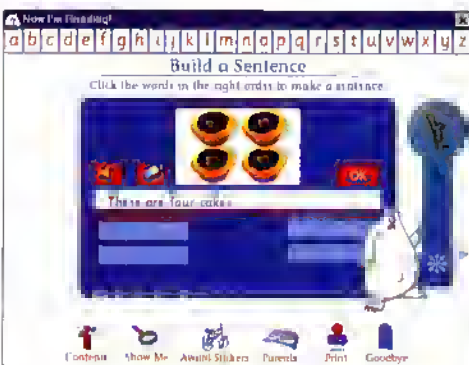 Now I'm Reading!
a b c d e f g h i j k l m n o p q r s t u v w x y z
Build a Sentence
Click the words in the right order to make a sentence
OK
There are four cakes
Contents Show Me Award Stickers Parents Print Goodbye